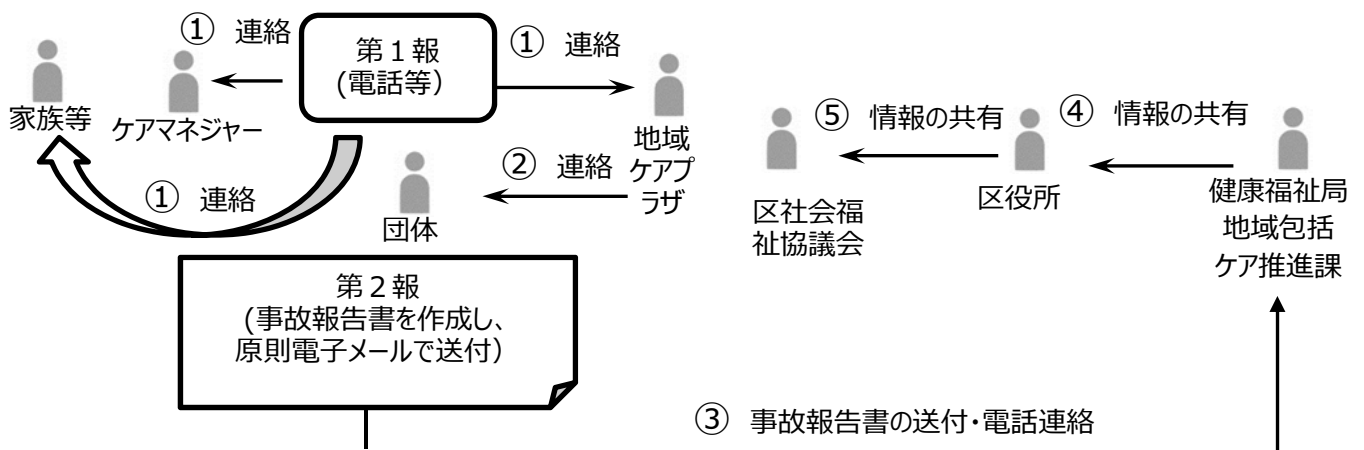 ① 連絡
第１報
(電話等)
① 連絡
家族等
ケアマネジャー
地域
ケアプ
ラザ
① 連絡
② 連絡
団体
⑤ 情報の共有
④ 情報の共有
区社会福
祉協議会
区役所
健康福祉局
地域包括
ケア推進課
第２報
(事故報告書を作成し、
原則電子メールで送付)
③ 事故報告書の送付・電話連絡